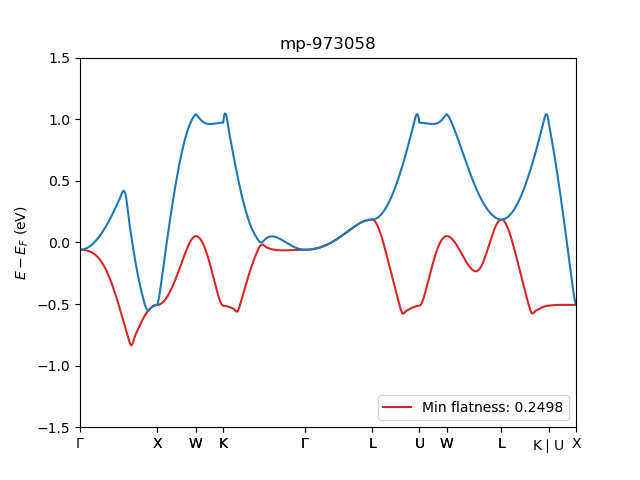 mp-973058
1.5
1.0
0.5
0.0
−0.5
−1.0
−1.5
E − E_F (eV)
Min flatness: 0.2498
Γ X W K Γ L U W L K | U X